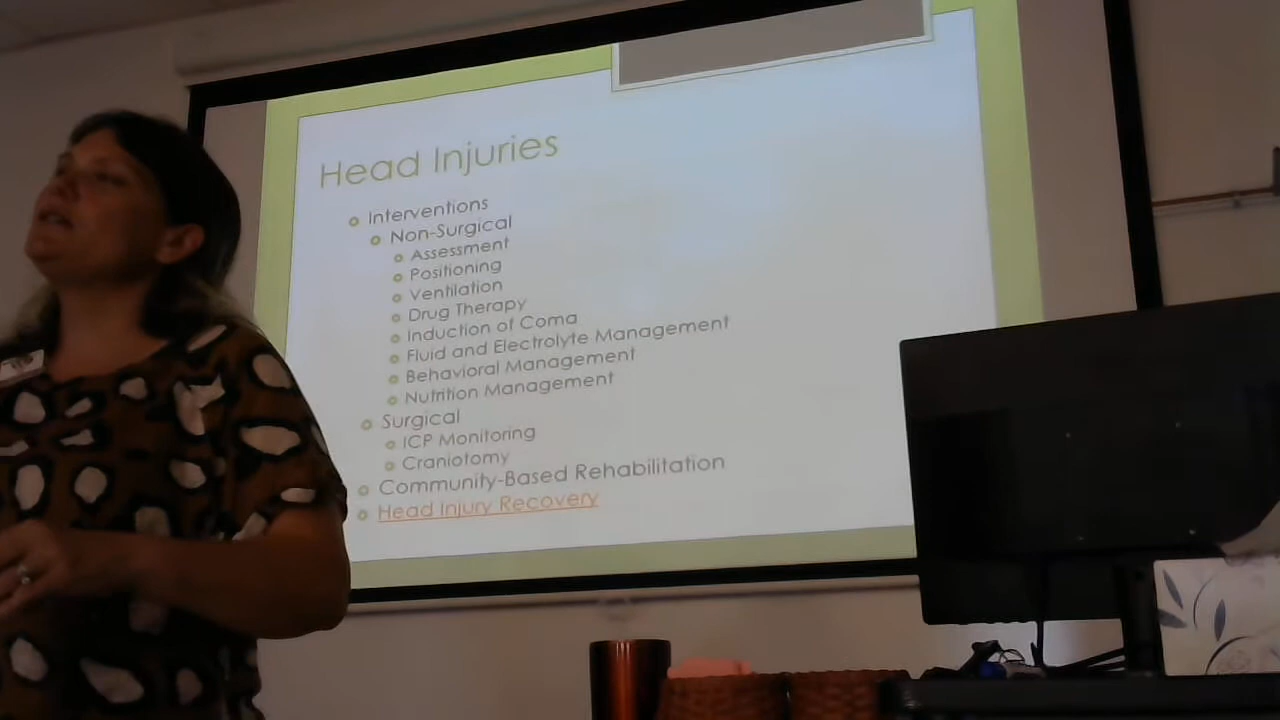 Head Injuries
Interventions
Non-Surgical
Assessment
Positioning
Ventilation
Drug Therapy
Induction of Coma
Fluid and Electrolyte Management
Behavioral Management
Nutrition Management
Surgical
ICP Monitoring
Craniotomy
Community-Based Rehabilitation
Head Injury Recovery